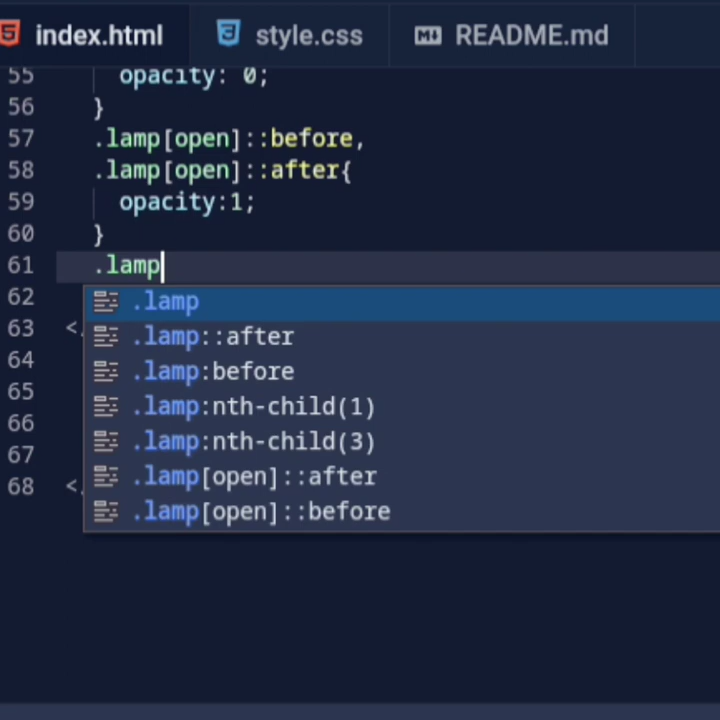 index.html style.css README.md
55 opacity: 0;
56 }
57 .lamp[open]::before,
58 .lamp[open]::after{
59 opacity:1;
60 }
61 .lamp
62 .lamp
.lamp::after
63 <
.lamp:before
64
.lamp:nth-child(1)
65
.lamp:nth-child(3)
66
.lamp[open]::after
67
68 <
.lamp[open]::before